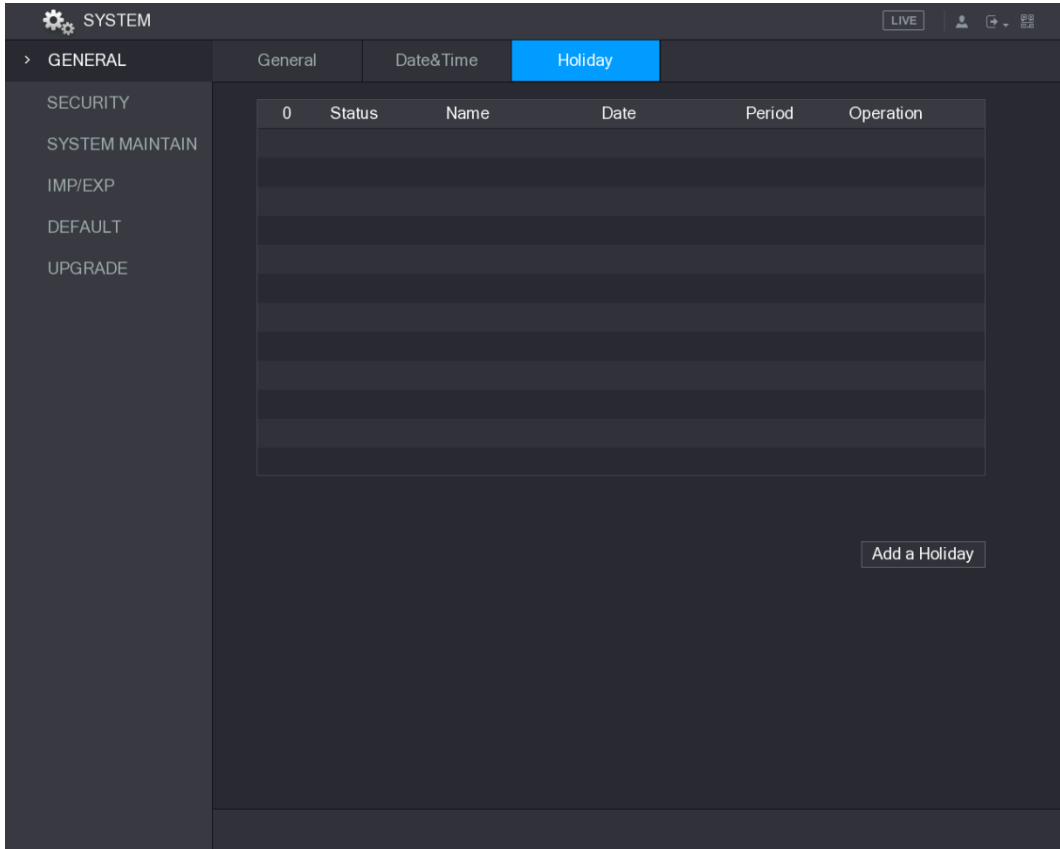 SYSTEM LIVE
GENERAL General Date&Time Holiday
SECURITY
0 Status Name Date Period Operation
SYSTEM MAINTAIN
IMP/EXP
DEFAULT
UPGRADE
Add a Holiday